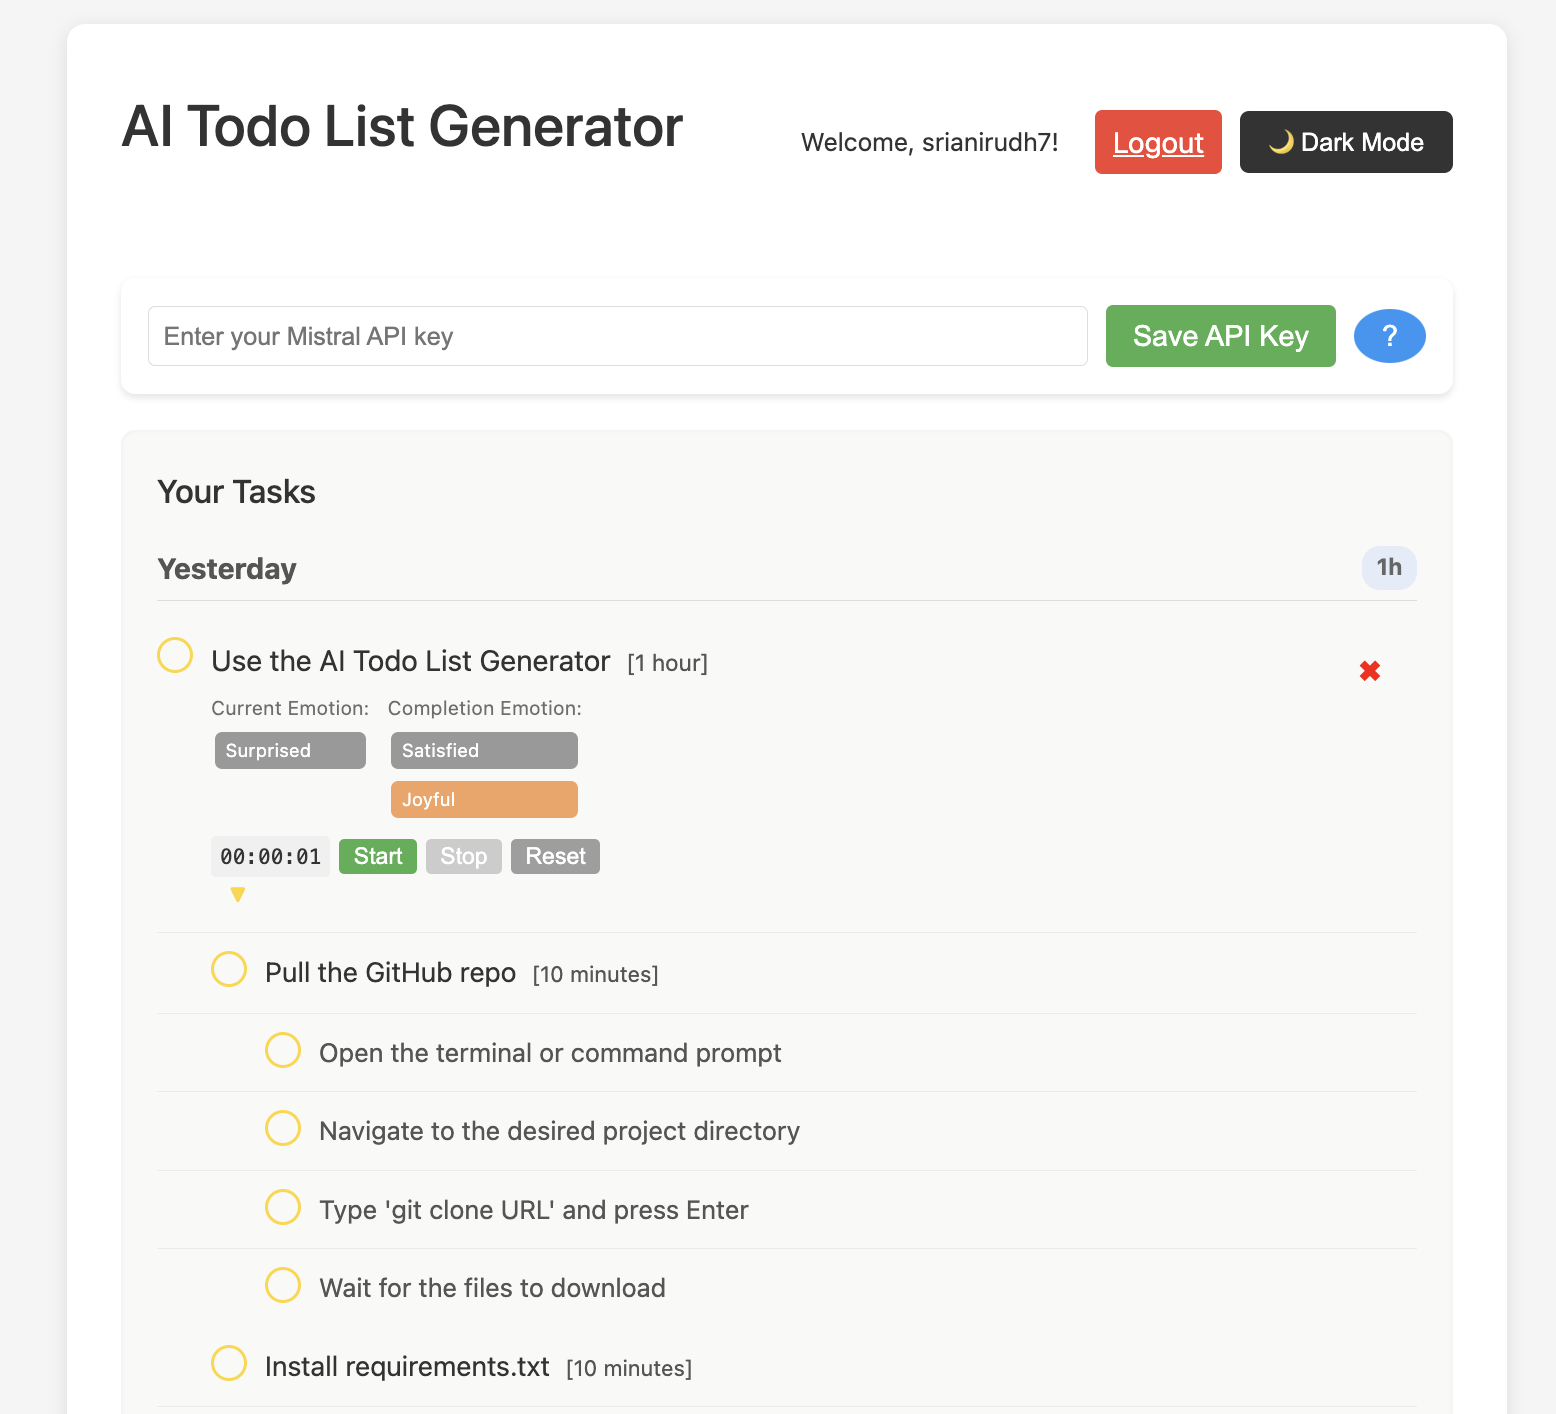 AI Todo List Generator
Welcome, srianirudh7!
Logout
🌙 Dark Mode
Enter your Mistral API key
Save API Key
?
Your Tasks
Yesterday
1h
Use the AI Todo List Generator [1 hour]
✖
Current Emotion: Completion Emotion:
Surprised Satisfied
Joyful
00:00:01 Start Stop Reset
Pull the GitHub repo [10 minutes]
Open the terminal or command prompt
Navigate to the desired project directory
Type 'git clone URL' and press Enter
Wait for the files to download
Install requirements.txt [10 minutes]